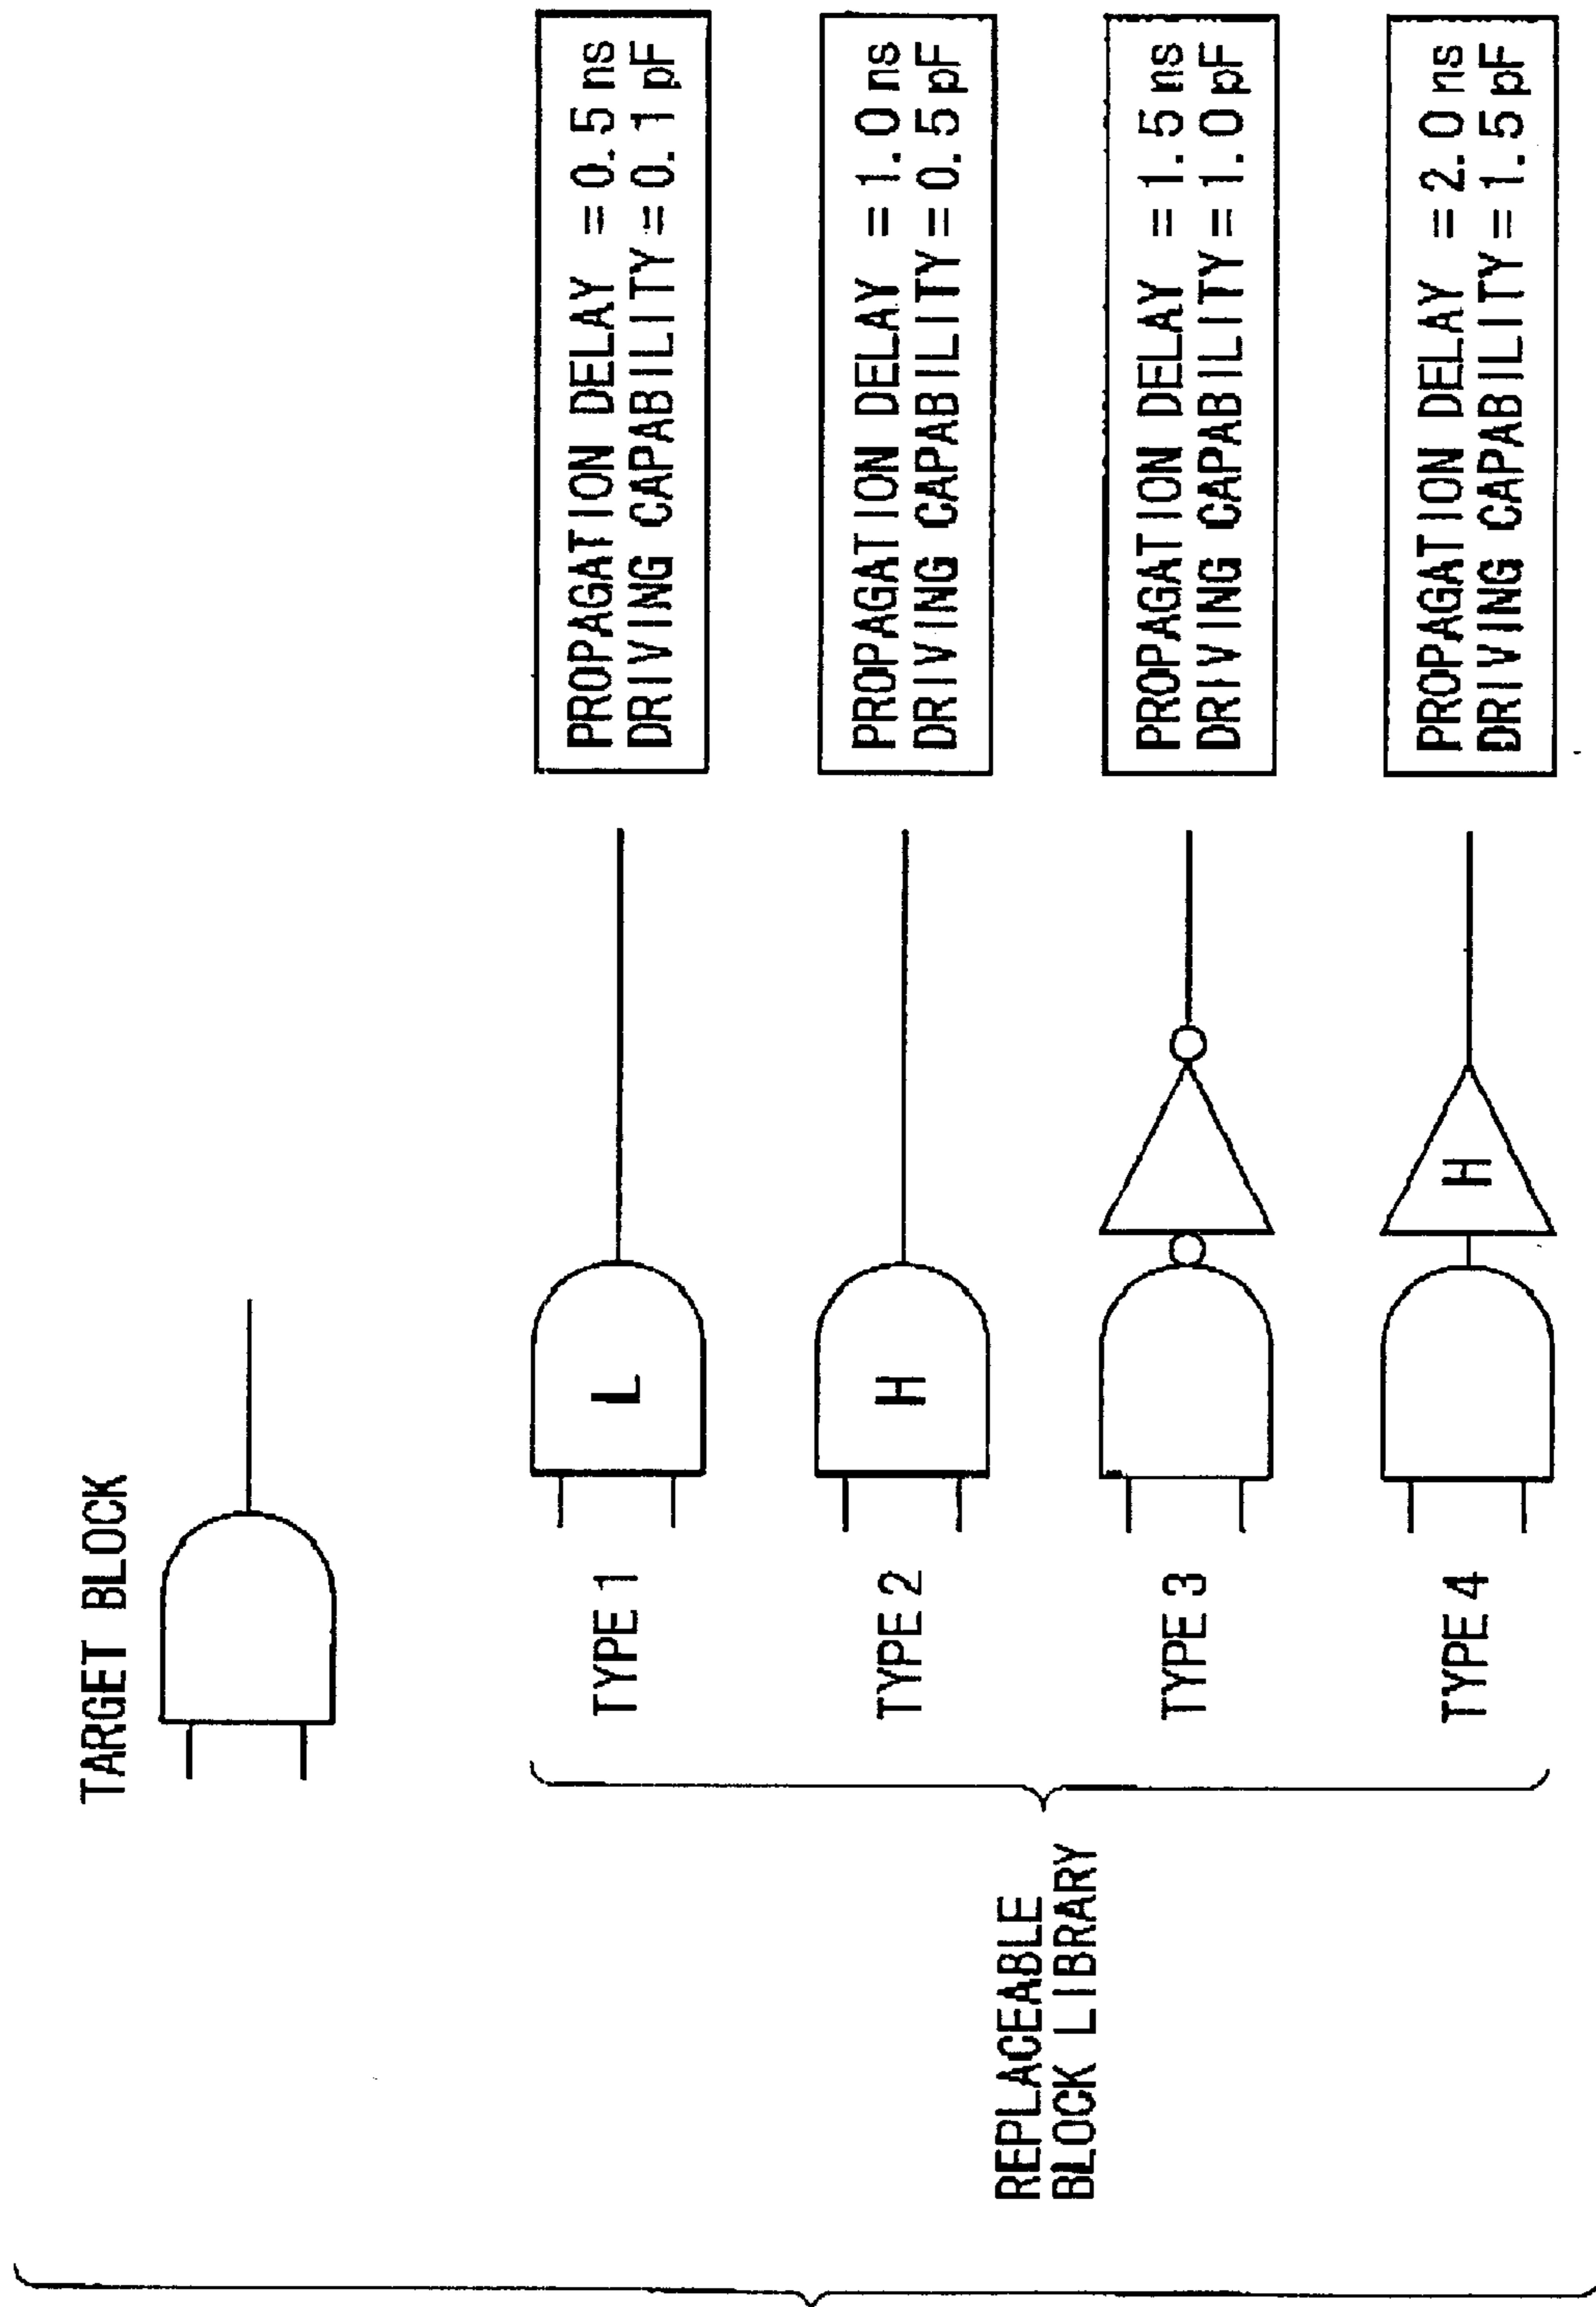 TARGET BLOCK
REPLACEABLE
BLOCK LIBRARY
TYPE 1
L
PROPAGATION DELAY = 0.5 ns
DRIVING CAPABILITY = 0.1 pF
TYPE 2
H
PROPAGATION DELAY = 1.0 ns
DRIVING CAPABILITY = 0.5 pF
TYPE 3
PROPAGATION DELAY = 1.5 ns
DRIVING CAPABILITY = 1.0 pF
TYPE 4
H
PROPAGATION DELAY = 2.0 ns
DRIVING CAPABILITY = 1.5 pF